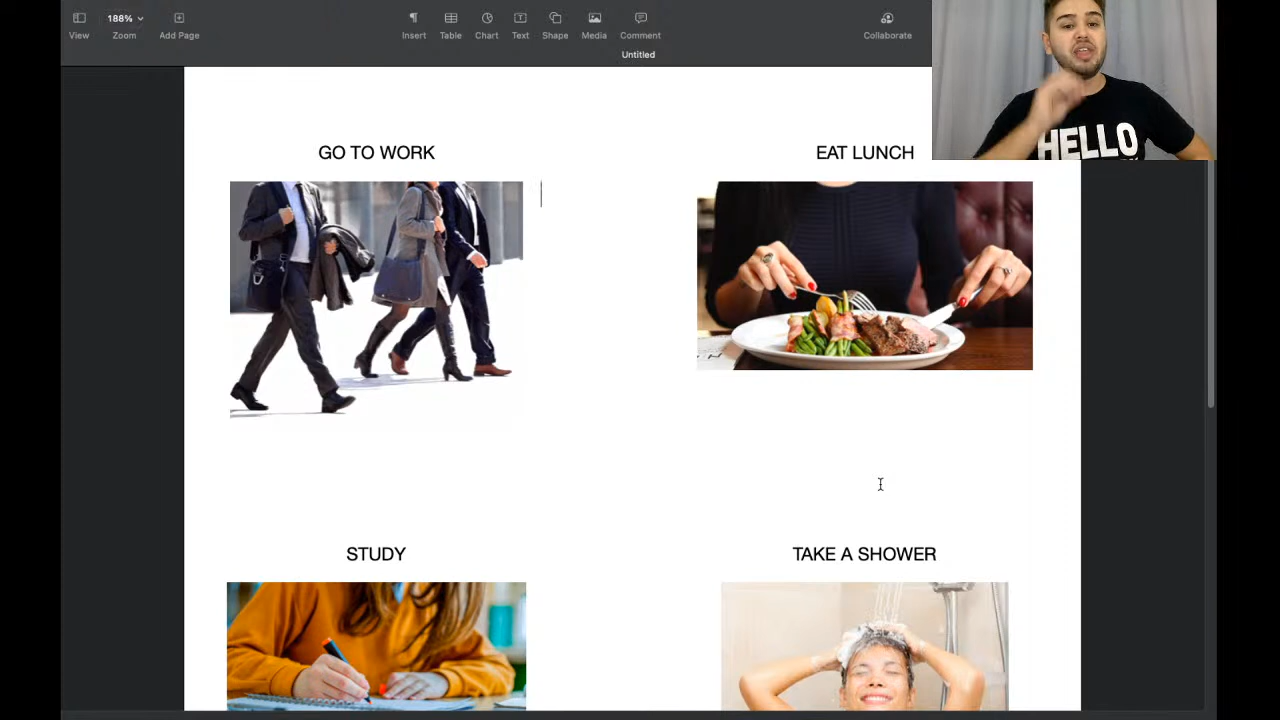 188%
View
Zoom
Add Page
Insert
Table
Chart
Text
Shape
Media
Comment
Collaborate
Untitled
HELLO
GO TO WORK
EAT LUNCH
STUDY
TAKE A SHOWER